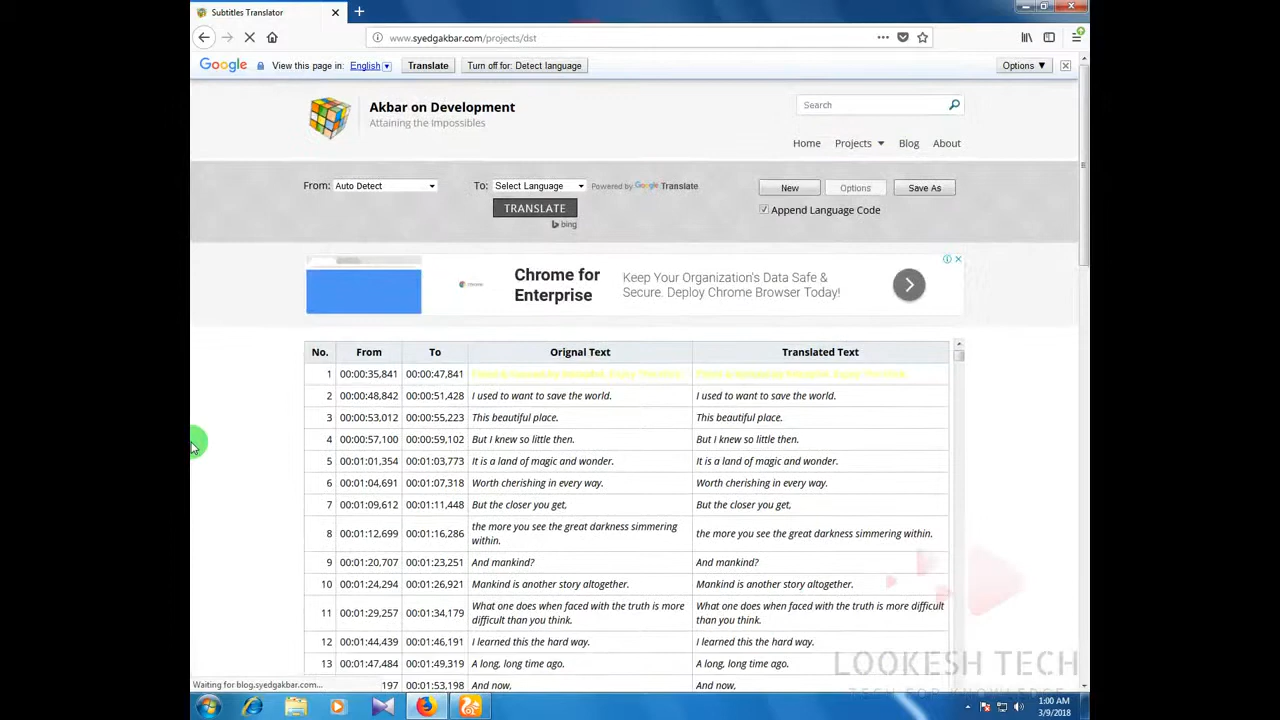 Subtitles Translator
www.syedgakbar.com/projects/dst
Google View this page in: English Translate Turn off for: Detect language Options ▼
Akbar on Development
Attaining the Impossibles
Search
Home Projects Blog About
From: Auto Detect To: Select Language Powered by Google Translate New Options Save As
TRANSLATE Append Language Code
bing
Chrome for
Enterprise
Keep Your Organization's Data Safe &
Secure. Deploy Chrome Browser Today!
No. From To Orignal Text Translated Text
1 00:00:35,841 00:00:47,841
2 00:00:48,842 00:00:51,428 I used to want to save the world. I used to want to save the world.
3 00:00:53,012 00:00:55,223 This beautiful place. This beautiful place.
4 00:00:57,100 00:00:59,102 But I knew so little then. But I knew so little then.
5 00:01:01,354 00:01:03,773 It is a land of magic and wonder. It is a land of magic and wonder.
6 00:01:04,691 00:01:07,318 Worth cherishing in every way. Worth cherishing in every way.
7 00:01:09,612 00:01:11,448 But the closer you get, But the closer you get,
8 00:01:12,699 00:01:16,286 the more you see the great darkness simmering within. the more you see the great darkness simmering within.
9 00:01:20,707 00:01:23,251 And mankind? And mankind?
10 00:01:24,294 00:01:26,921 Mankind is another story altogether. Mankind is another story altogether.
11 00:01:29,257 00:01:34,179 What one does when faced with the truth is more difficult than you think. What one does when faced with the truth is more difficult than you think.
12 00:01:44,439 00:01:46,191 I learned this the hard way. I learned this the hard way.
13 00:01:47,484 00:01:49,319 A long, long time ago. A long, long time ago.
197 00:01:53,198 And now, And now,
Waiting for blog.syedgakbar.com...
LOOKESH TECH
TECH FOR KNOWLEDGE
1:00 AM
3/9/2018